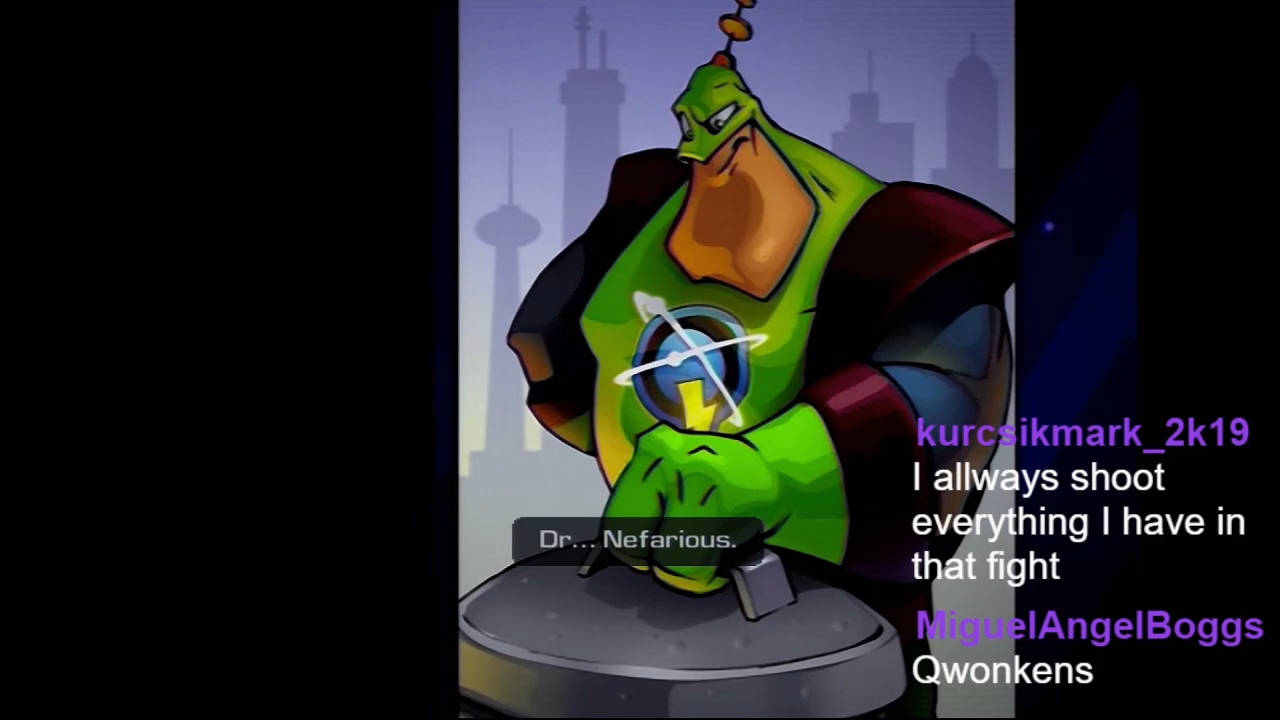 Dr... Nefarious.
kurcsikmark_2k19
I allways shoot
everything I have in
that fight
MiguelAngelBoggs
Qwonkens